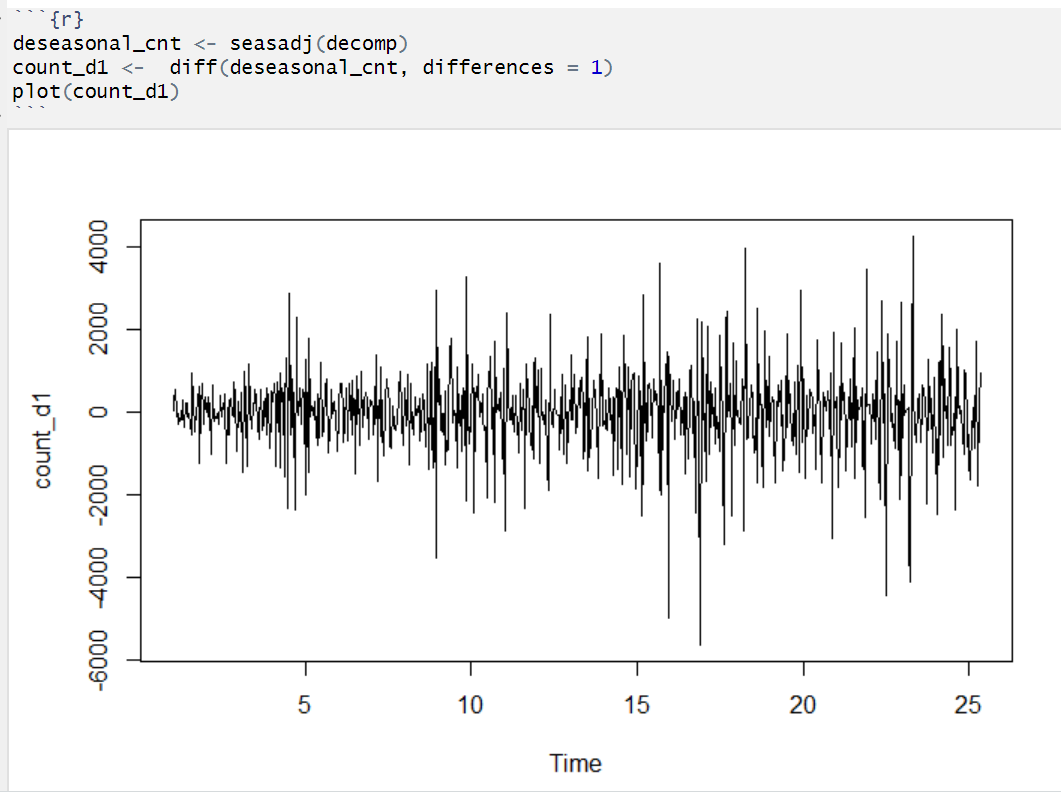 ```{r}
deseasonal_cnt <- seasadj(decomp)
count_d1 <-  diff(deseasonal_cnt, differences = 1)
plot(count_d1)
```
4000
2000
0
-2000
-4000
-6000
count_d1
5 10 15 20 25
Time